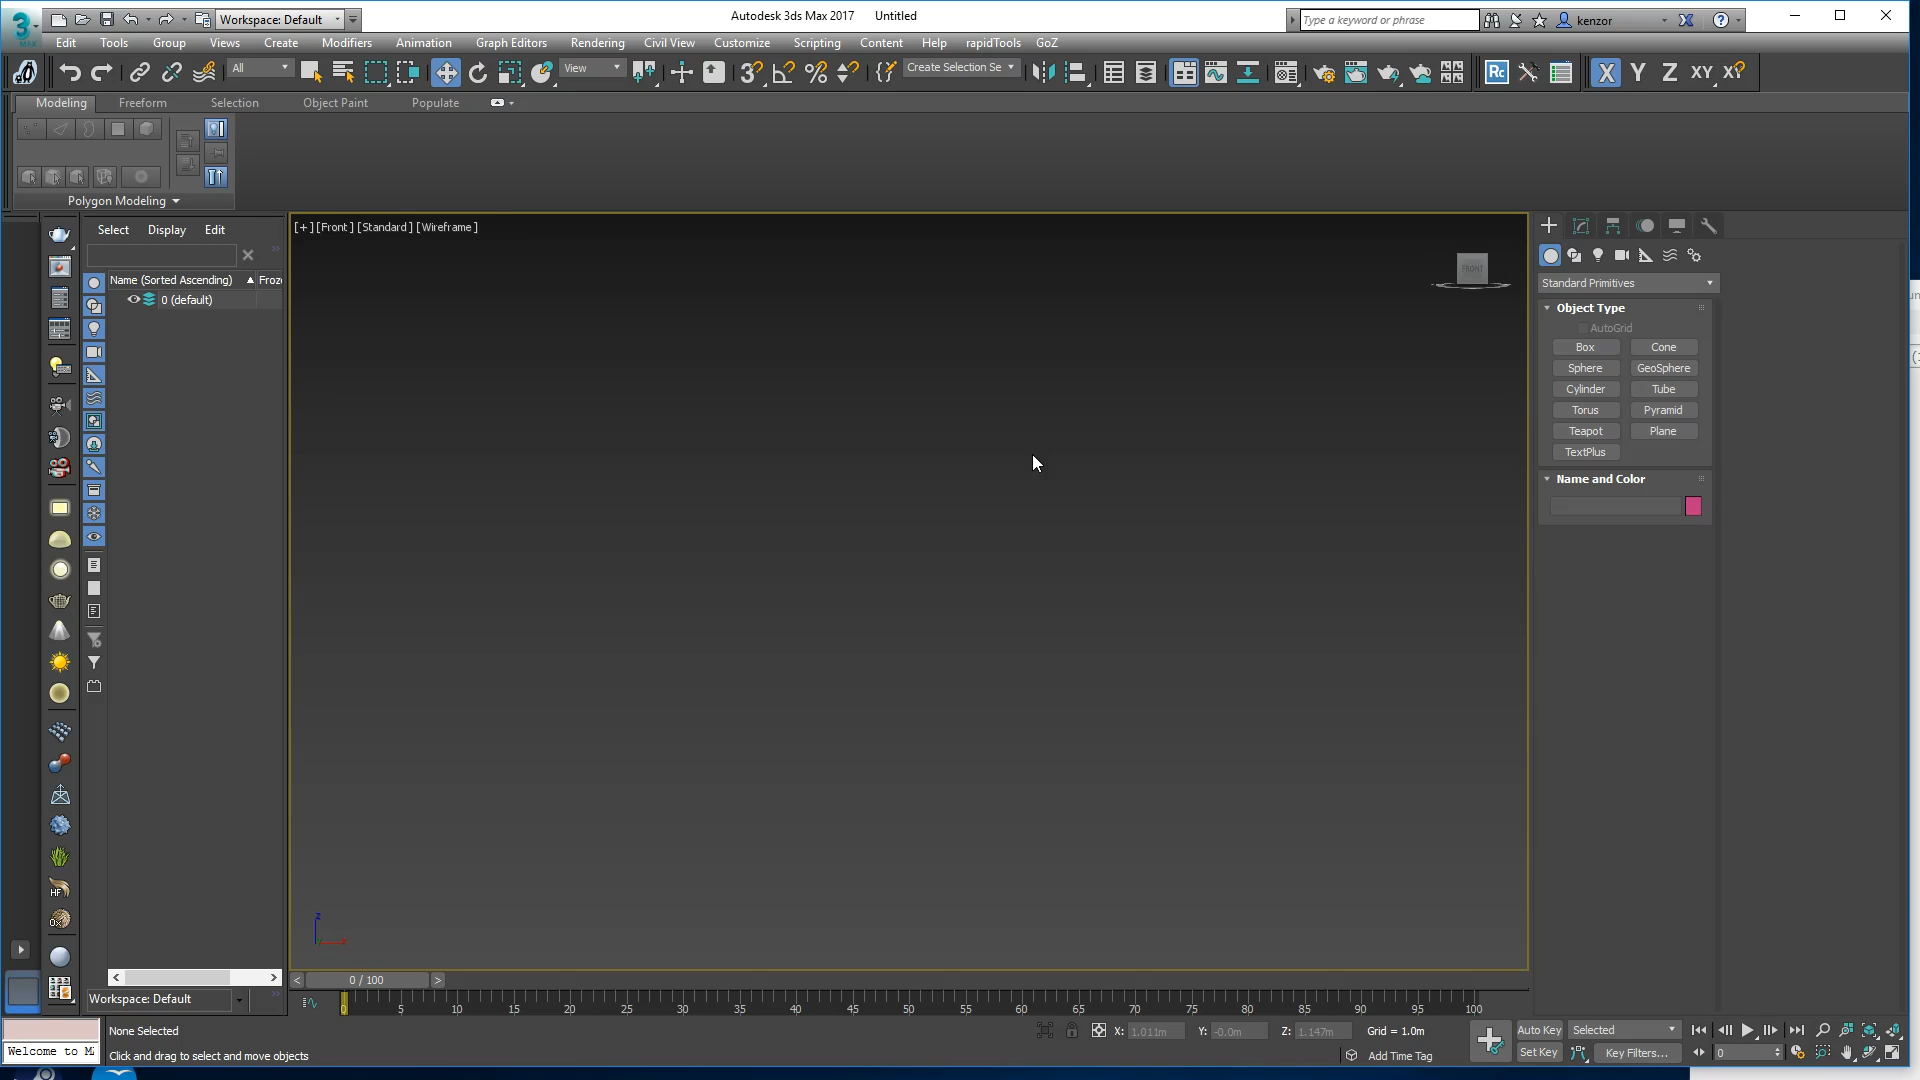 Workspace: Default
Autodesk 3ds Max 2017 Untitled
Type a keyword or phrase
kenzor
Edit Tools Group Views Create Modifiers Animation Graph Editors Rendering Civil View Customize Scripting Content Help rapidTools GoZ
All View Create Selection Se Rc X Y Z XY
Modeling Freeform Selection Object Paint Populate
Polygon Modeling
Select Display Edit
Name (Sorted Ascending) Froze
0 (default)
[+] [Front] [Standard] [Wireframe]
FRONT
Standard Primitives
Object Type
AutoGrid
Box Cone
Sphere GeoSphere
Cylinder Tube
Torus Pyramid
Teapot Plane
TextPlus
Name and Color
z
x
0 / 100
Workspace: Default
0 5 10 15 20 25 30 35 40 45 50 55 60 65 70 75 80 85 90 95 100
None Selected X: 1.011m Y: -0.0m Z: 1.147m Grid = 1.0m Auto Key Selected
Welcome to M
Click and drag to select and move objects Add Time Tag Set Key Key Filters... 0